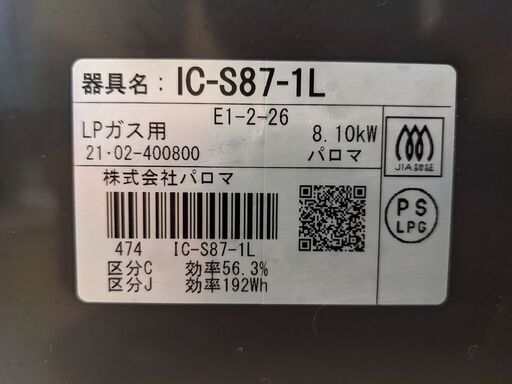 器具名: IC-S87-1L
E1-2-26
LPガス用 8.10kW
21・02-400800 パロマ
JIA認証
株式会社パロマ
PS
LPG
474 IC-S87-1L
区分C 効率56.3%
区分J 効率192Wh